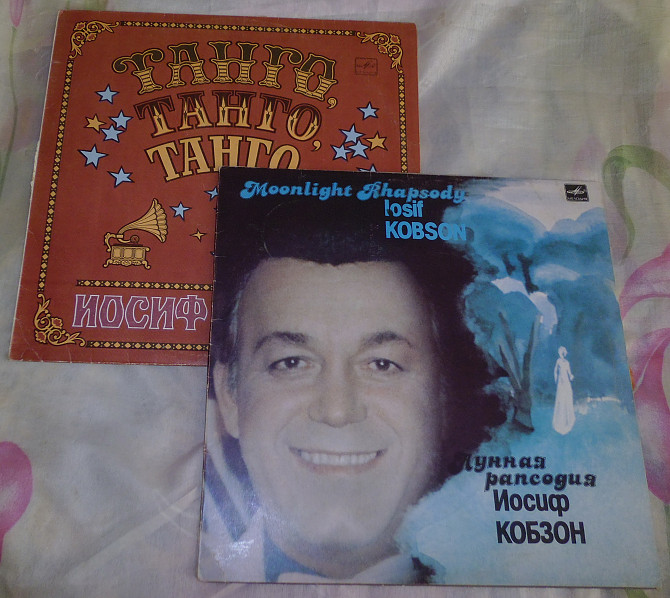 ТАНГО,
ТАНГО,
ТАНГО
ИОСИФ
Moonlight Rhapsody
Iosif
KOBSON
Лунная
рапсодия
Иосиф
КОБЗОН